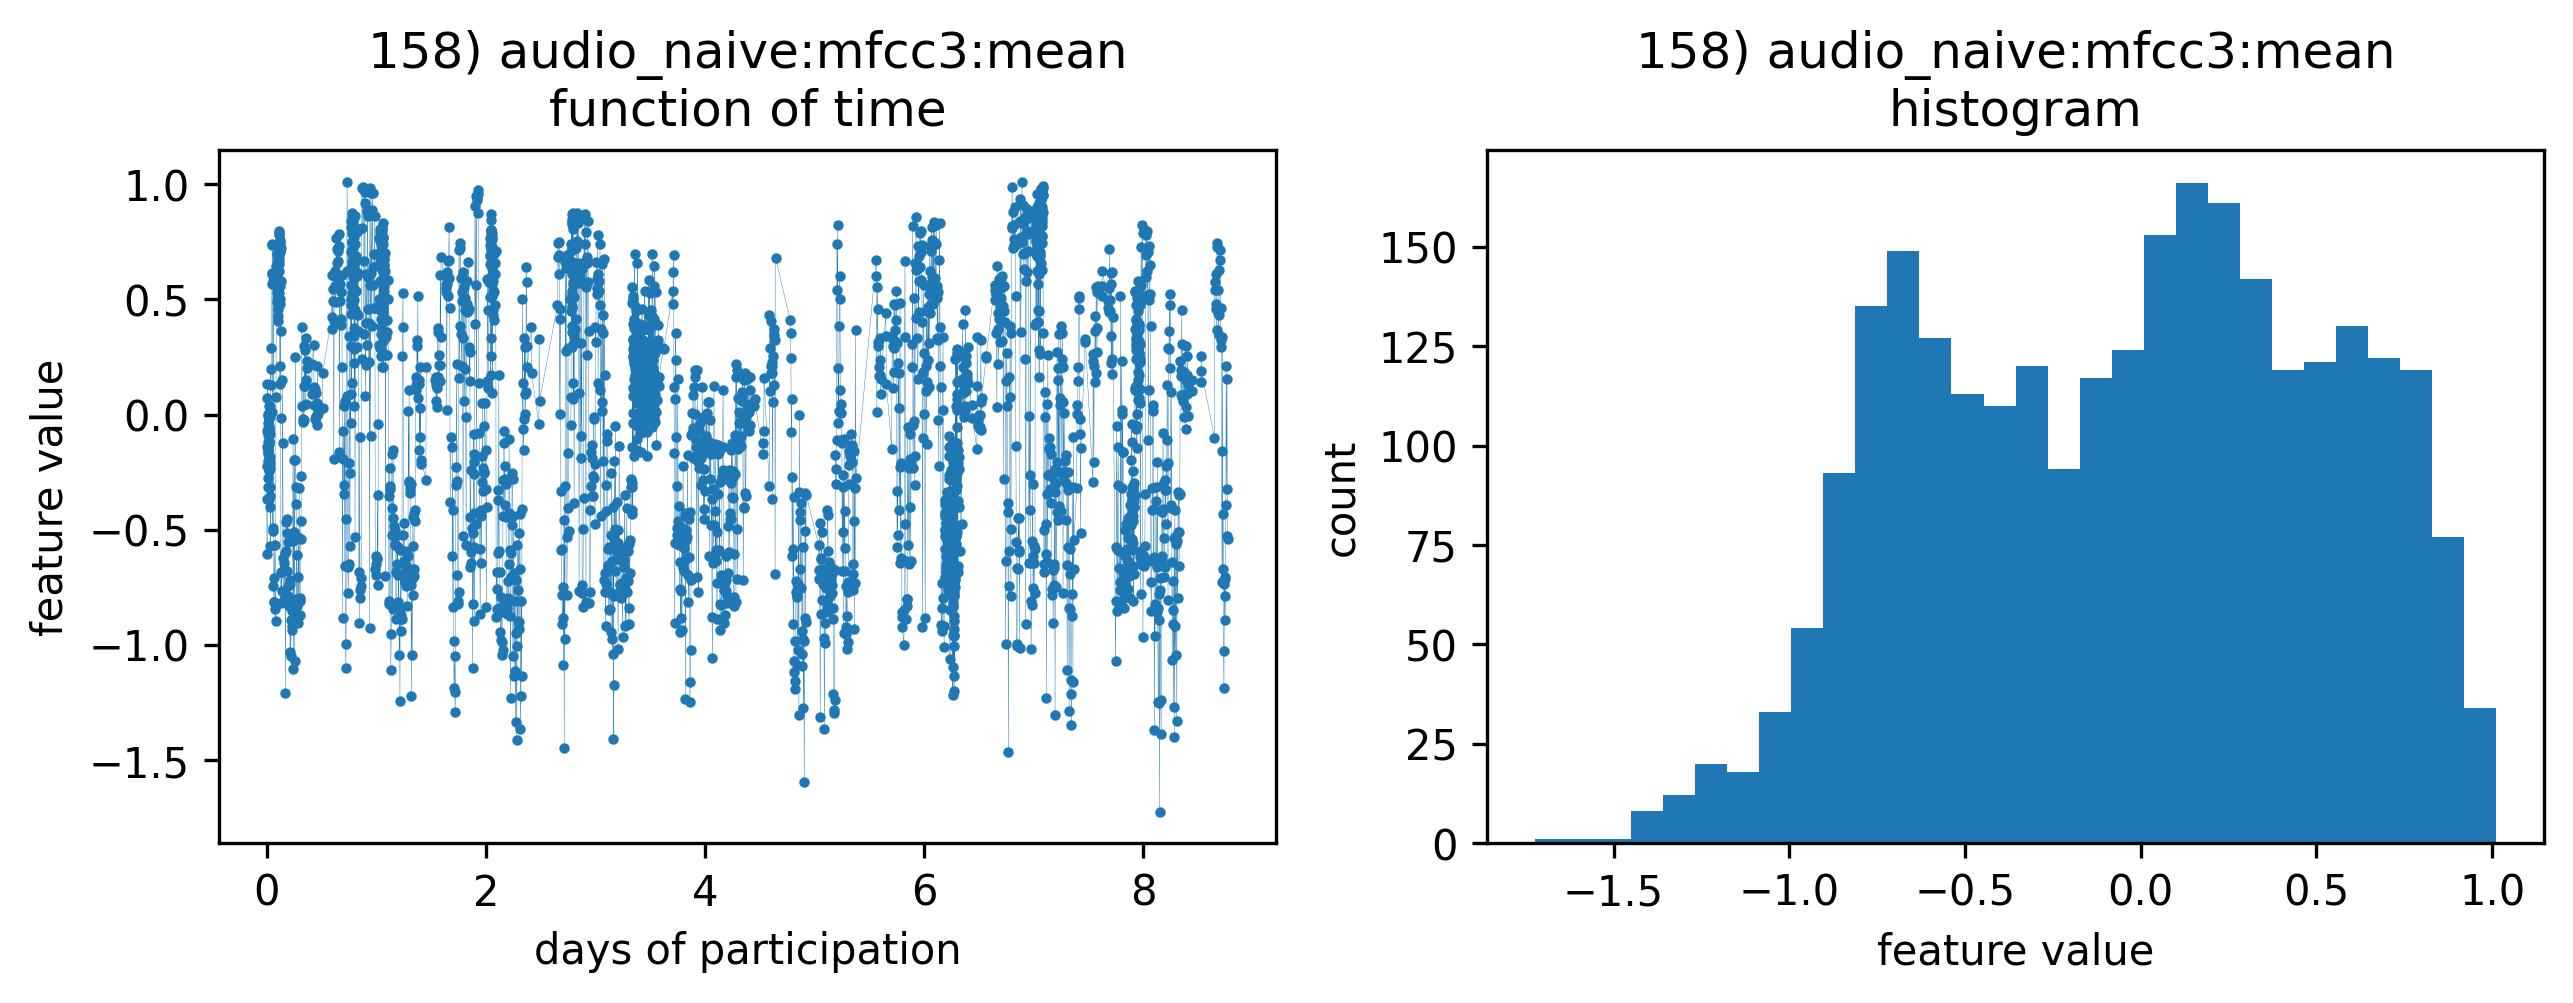 158) audio_naive:mfcc3:mean
function of time
feature value
1.0
0.5
0.0
−0.5
−1.0
−1.5
0 2 4 6 8
days of participation
158) audio_naive:mfcc3:mean
histogram
count
150
125
100
75
50
25
0
−1.5 −1.0 −0.5 0.0 0.5 1.0
feature value